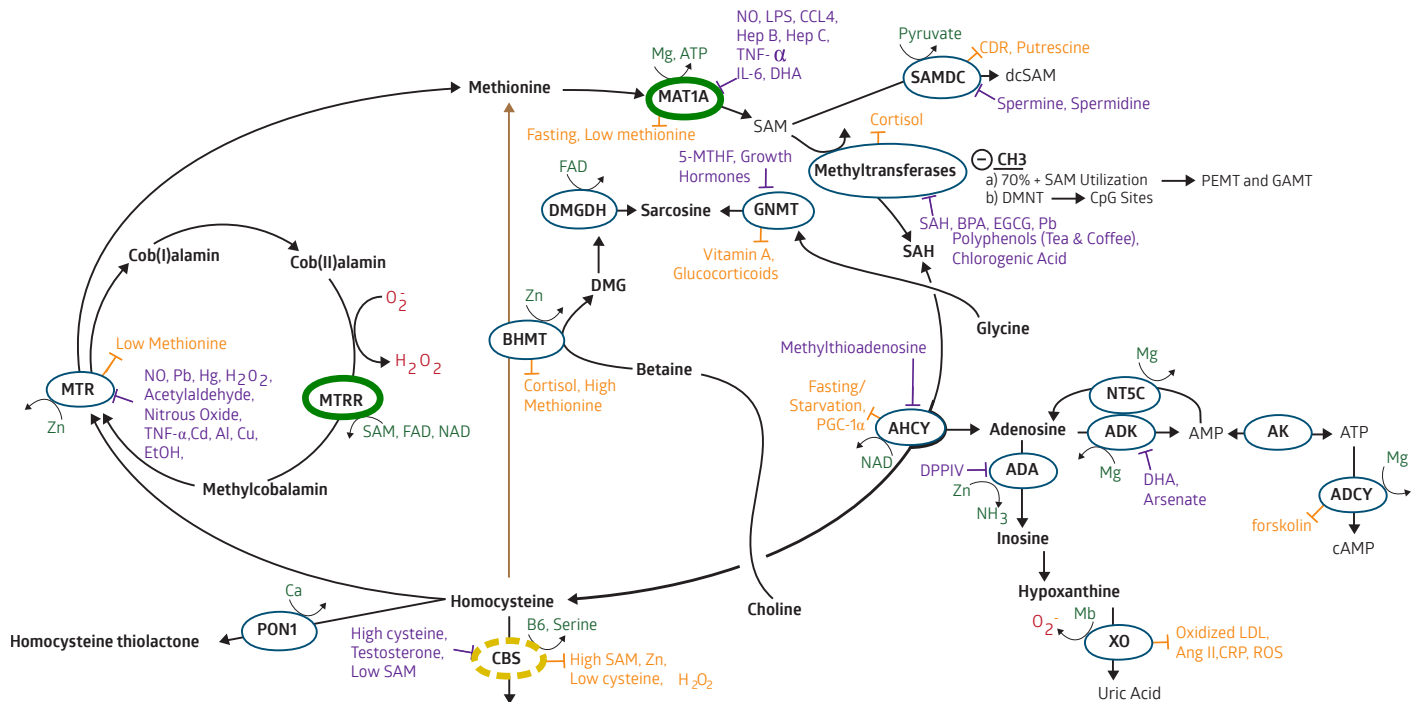 NO, LPS, CCL4,
Hep B, Hep C,
TNF- α
IL-6, DHA
Mg, ATP
Methionine
MAT1A
Fasting, Low methionine
SAM
Pyruvate
CDR, Putrescine
SAMDC
dcSAM
Spermine, Spermidine
Cortisol
Methyltransferases
− CH3
a) 70% + SAM Utilization
PEMT and GAMT
b) DMNT
CpG Sites
SAH, BPA, EGCG, Pb
Polyphenols (Tea & Coffee),
Chlorogenic Acid
SAH
5-MTHF, Growth
Hormones
FAD
DMGDH
Sarcosine
GNMT
Vitamin A,
Glucocorticoids
DMG
Glycine
Cob(I)alamin
Cob(II)alamin
O2-
H2O2
Zn
BHMT
Betaine
Cortisol, High
Methionine
Low Methionine
MTR
NO, Pb, Hg, H2O2,
Acetylaldehyde,
Nitrous Oxide,
TNF-α,Cd, Al, Cu,
EtOH,
Zn
MTRR
SAM, FAD, NAD
Methylcobalamin
Methylthioadenosine
Fasting/
Starvation,
PGC-1α
AHCY
NAD
Adenosine
Mg
NT5C
ADK
Mg
AMP
AK
ATP
DHA,
Arsenate
Mg
ADCY
forskolin
cAMP
DPPIV
ADA
Zn
NH3
Inosine
Hypoxanthine
O2-
Mb
XO
Oxidized LDL,
Ang II,CRP, ROS
Uric Acid
Ca
PON1
Homocysteine thiolactone
Homocysteine
Choline
High cysteine,
Testosterone,
Low SAM
B6, Serine
CBS
High SAM, Zn,
Low cysteine, H2O2